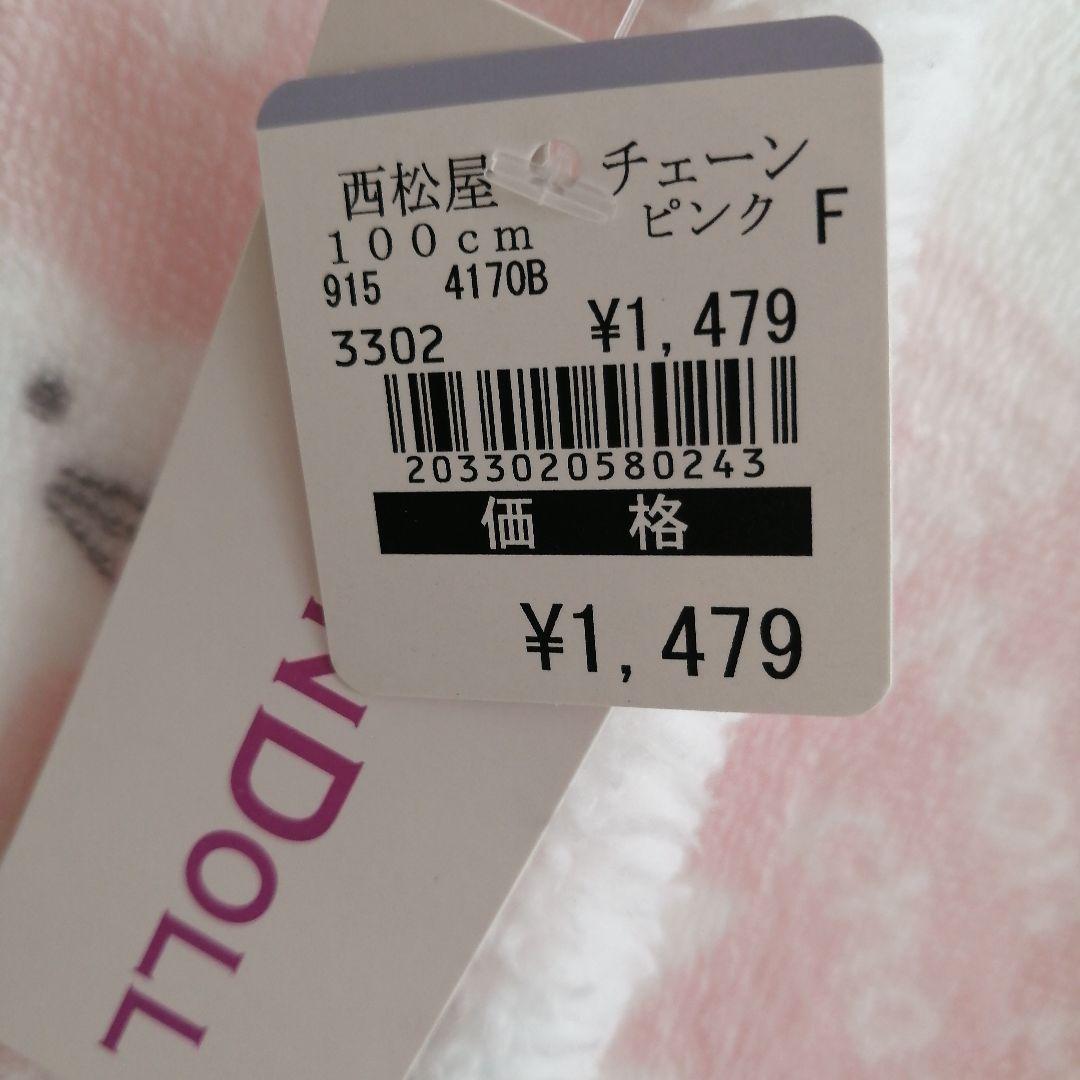 西松屋 チェーン
１００ｃｍ ピンク F
915 4170B
3302 ¥1,479
2033020580243
価 格
¥1,479
NDOLL